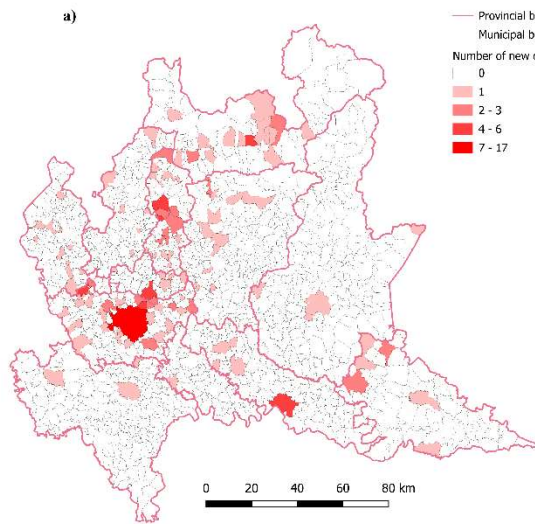 a)
Provincial b
Municipal b
Number of new
0
1
2 - 3
4 - 6
7 - 17
0 20 40 60 80 km